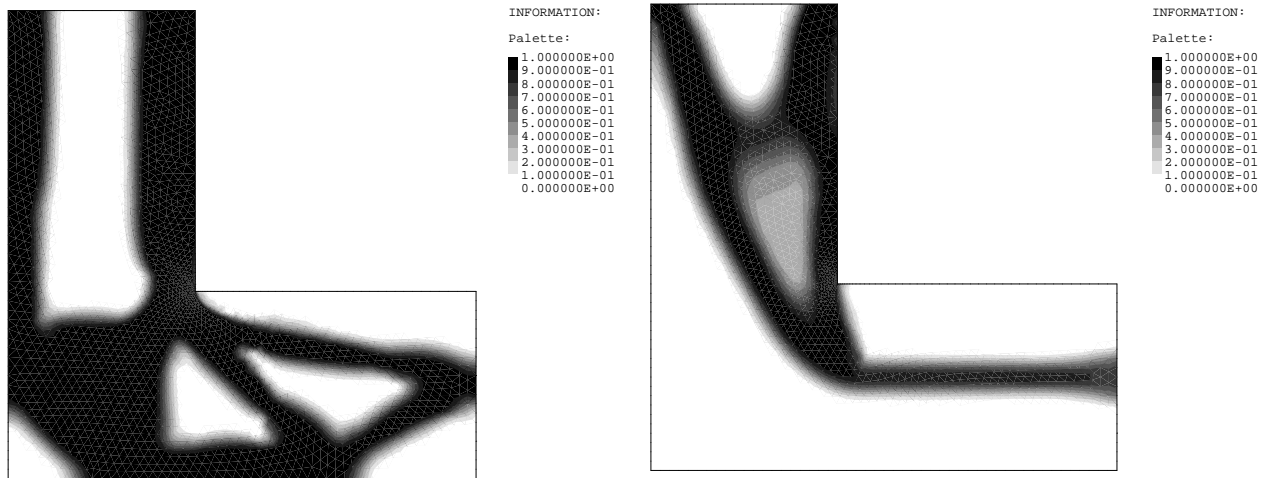 INFORMATION:
Palette:
1.000000E+00
9.000000E-01
8.000000E-01
7.000000E-01
6.000000E-01
5.000000E-01
4.000000E-01
3.000000E-01
2.000000E-01
1.000000E-01
0.000000E+00
INFORMATION:
Palette:
1.000000E+00
9.000000E-01
8.000000E-01
7.000000E-01
6.000000E-01
5.000000E-01
4.000000E-01
3.000000E-01
2.000000E-01
1.000000E-01
0.000000E+00